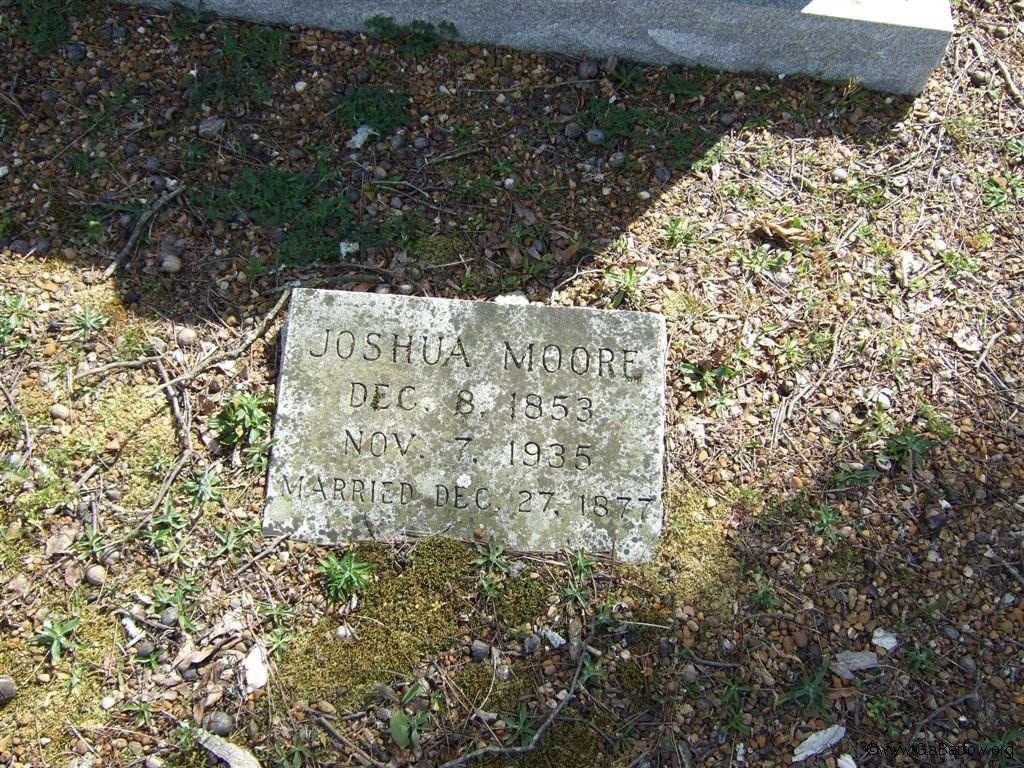 JOSHUA MOORE
DEC. 8, 1853
NOV. 7, 1935
MARRIED DEC. 27, 1877
©www.GaBartow.org